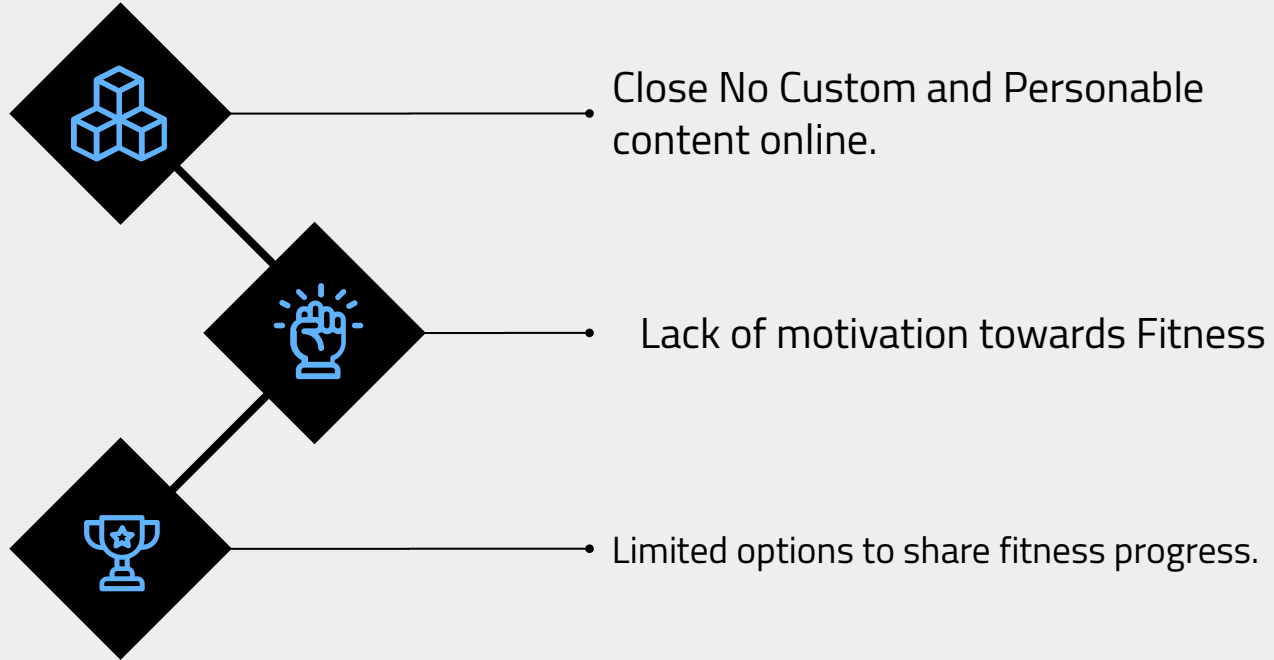 Close No Custom and Personable
content online.
Lack of motivation towards Fitness
Limited options to share fitness progress.